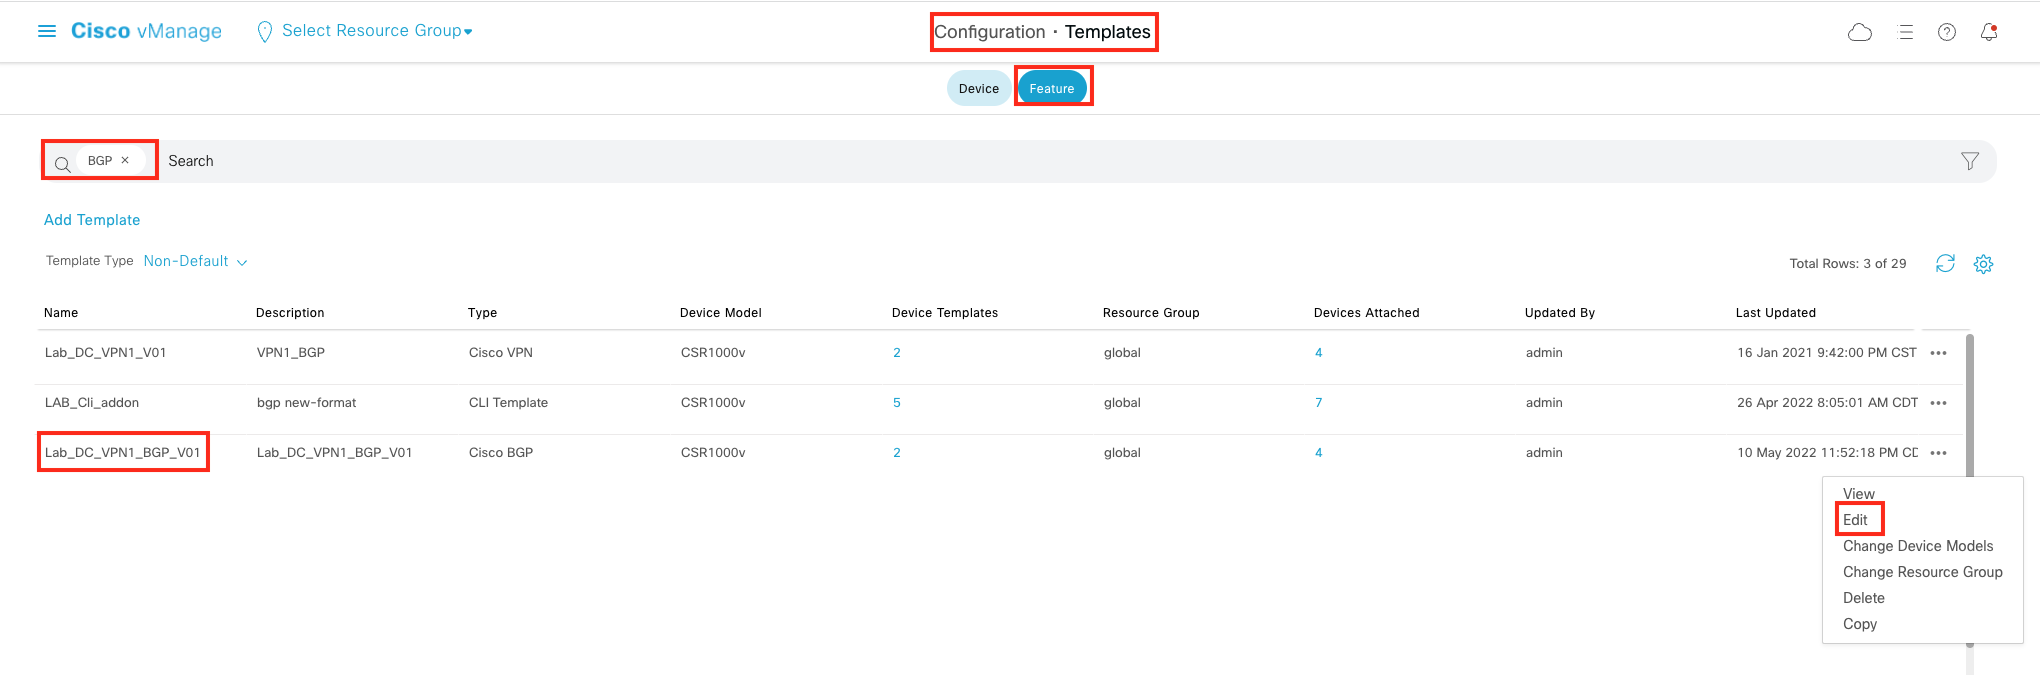 Cisco vManage Select Resource Group Configuration · Templates
Device Feature
BGP × Search
Add Template
Template Type Non-Default Total Rows: 3 of 29
Name Description Type Device Model Device Templates Resource Group Devices Attached Updated By Last Updated
Lab_DC_VPN1_V01 VPN1_BGP Cisco VPN CSR1000v 2 global 4 admin 16 Jan 2021 9:42:00 PM CST •••
LAB_Cli_addon bgp new-format CLI Template CSR1000v 5 global 7 admin 26 Apr 2022 8:05:01 AM CDT •••
Lab_DC_VPN1_BGP_V01 Lab_DC_VPN1_BGP_V01 Cisco BGP CSR1000v 2 global 4 admin 10 May 2022 11:52:18 PM CD •••
View
Edit
Change Device Models
Change Resource Group
Delete
Copy